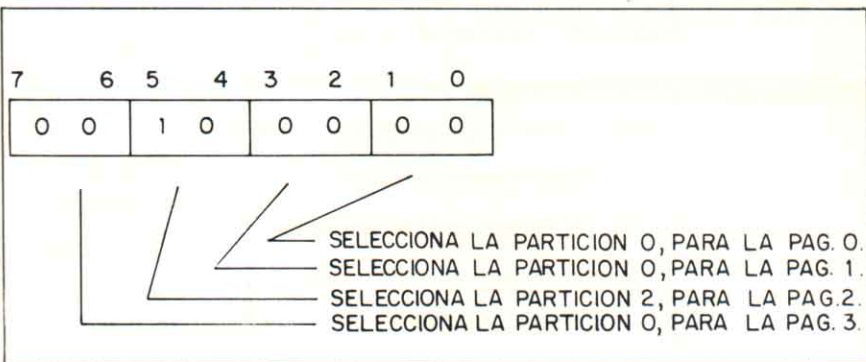 7 6 5 4 3 2 1 0
0 0 1 0 0 0 0 0
SELECCIONA LA PARTICION 0, PARA LA PAG. 0.
SELECCIONA LA PARTICION 0, PARA LA PAG. 1.
SELECCIONA LA PARTICION 2, PARA LA PAG.2.
SELECCIONA LA PARTICION 0, PARA LA PAG. 3.